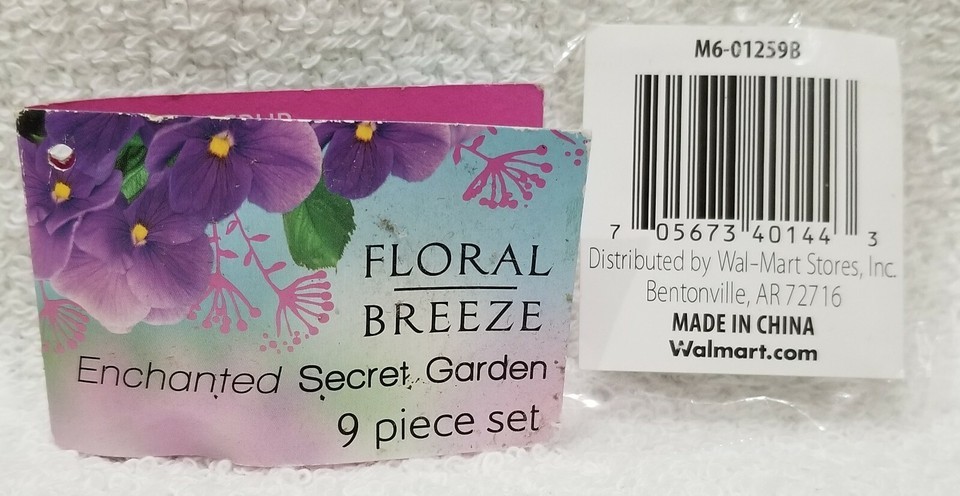 FLORAL
BREEZE
Enchanted Secret Garden
9 piece set
M6-01259B
7 05673 40144 3
Distributed by Wal-Mart Stores, Inc.
Bentonville, AR 72716
MADE IN CHINA
Walmart.com